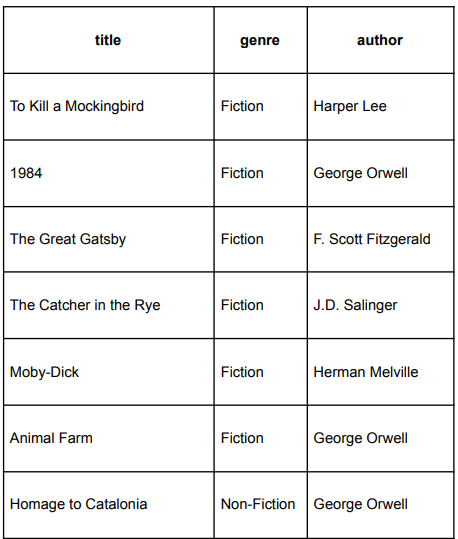 title genre author
To Kill a Mockingbird Fiction Harper Lee
1984 Fiction George Orwell
The Great Gatsby Fiction F. Scott Fitzgerald
The Catcher in the Rye Fiction J.D. Salinger
Moby-Dick Fiction Herman Melville
Animal Farm Fiction George Orwell
Homage to Catalonia Non-Fiction George Orwell